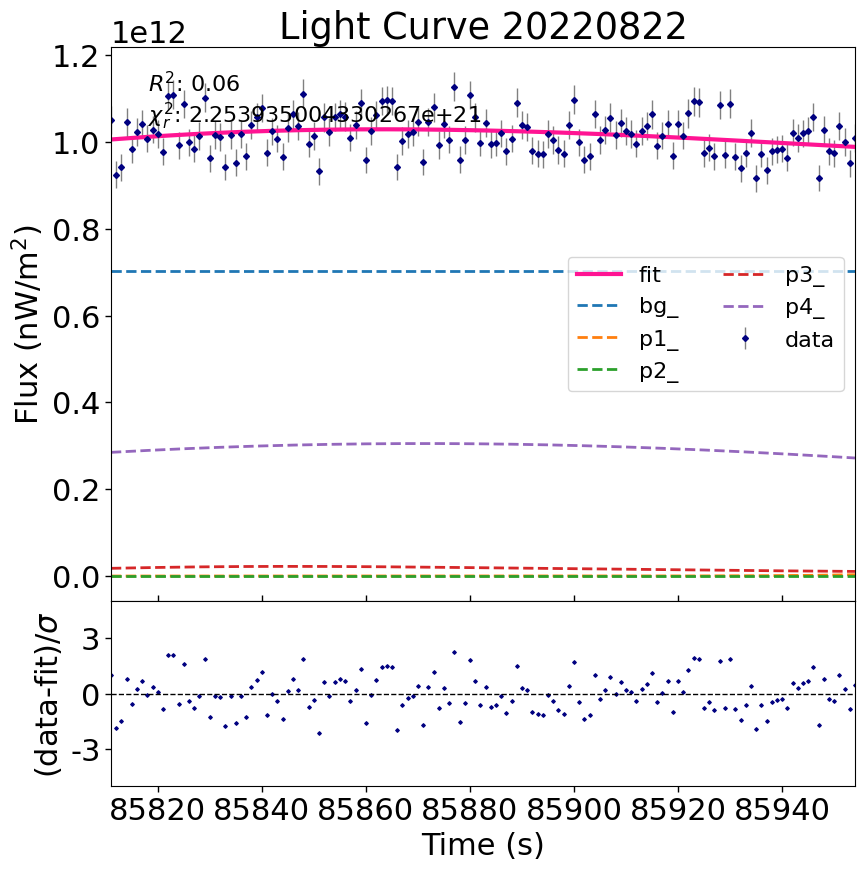 Light Curve 20220822
1e12
R²: 0.06
χ²ᵣ: 2.253935004330267e+21
1.2
1.0
0.8
0.6
0.4
0.2
0.0
Flux (nW/m²)
fit
bg_
p1_
p2_
p3_
p4_
data
3
0
-3
(data-fit)/σ
85820 85840 85860 85880 85900 85920 85940
Time (s)